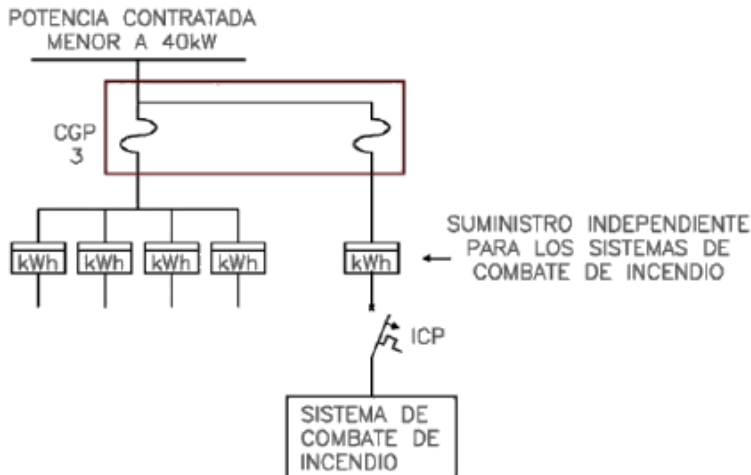 POTENCIA CONTRATADA
MENOR A 40kW
CGP
3
kWh kWh kWh kWh kWh
SUMINISTRO INDEPENDIENTE
PARA LOS SISTEMAS DE
COMBATE DE INCENDIO
ICP
SISTEMA DE
COMBATE DE
INCENDIO